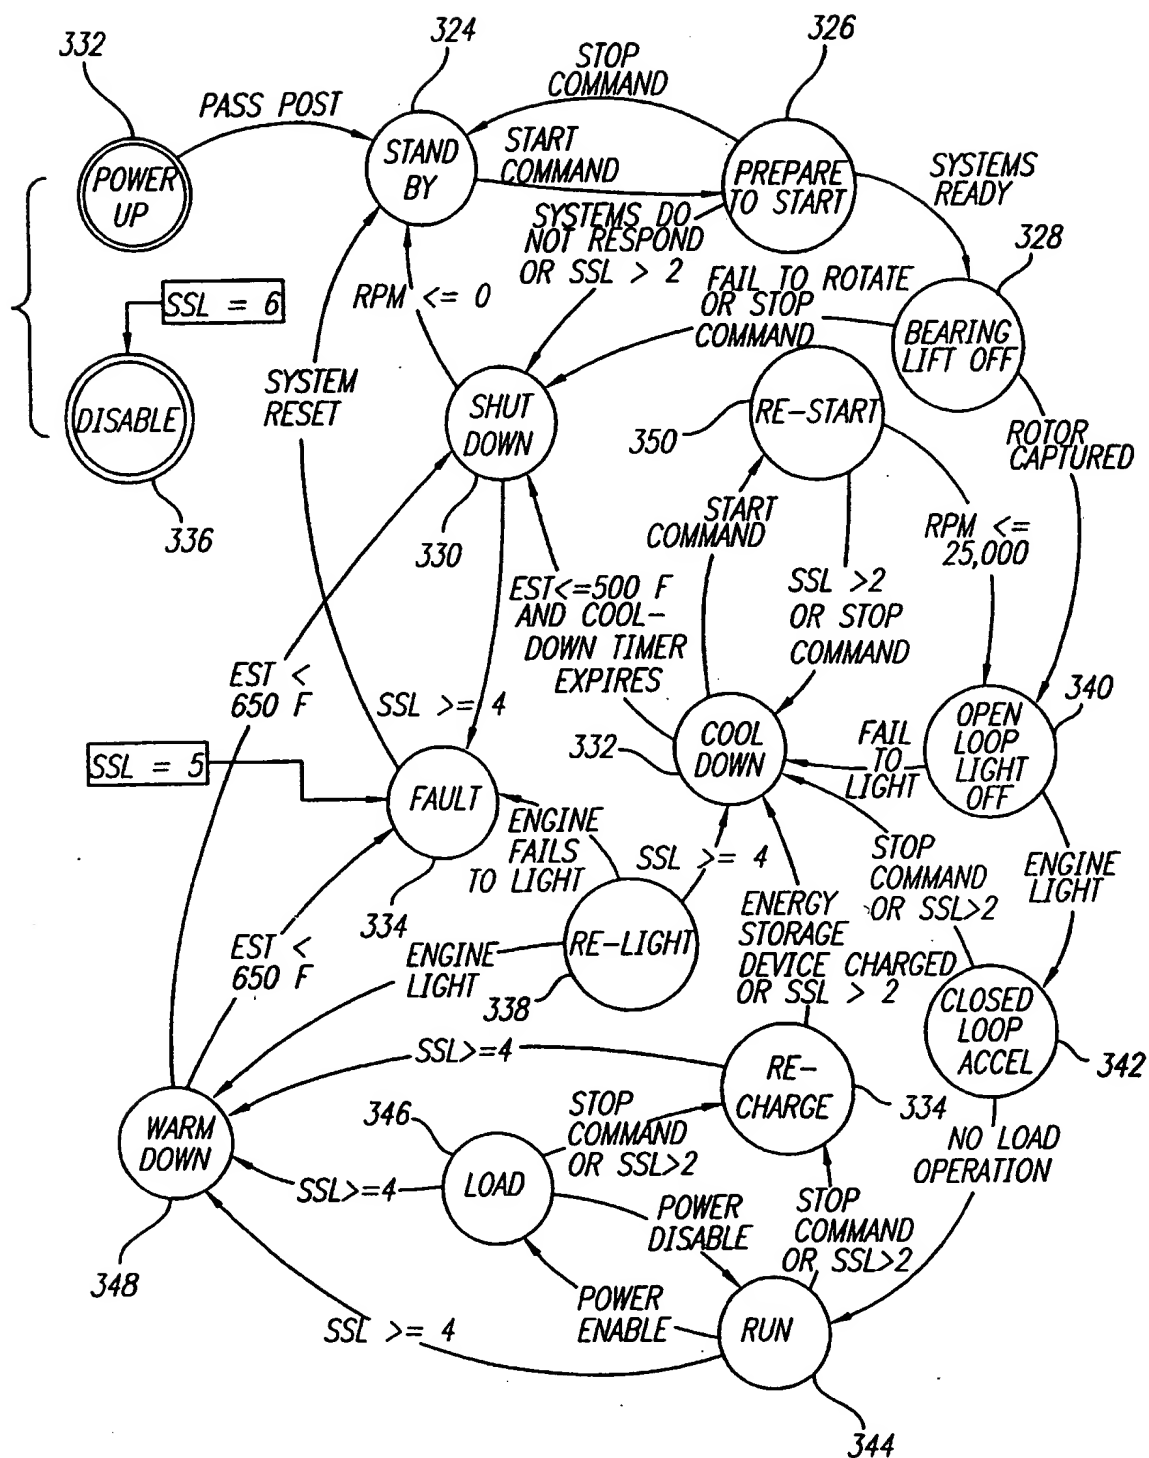 332
324
326
STOP
COMMAND
PASS POST
POWER
UP
STAND
BY
START
COMMAND
PREPARE
TO START
SYSTEMS
READY
SYSTEMS DO
NOT RESPOND
OR SSL > 2
328
SSL = 6
RPM <= 0
FAIL TO ROTATE
OR STOP
COMMAND
BEARING
LIFT OFF
DISABLE
336
SYSTEM
RESET
SHUT
DOWN
330
350
RE-START
ROTOR
CAPTURED
START
COMMAND
RPM <=
25,000
EST<=500 F
AND COOL-
DOWN TIMER
EXPIRES
SSL >2
OR STOP
COMMAND
EST <
650 F
SSL >= 4
332
COOL
DOWN
FAIL
TO
LIGHT
OPEN
LOOP
LIGHT
OFF
340
SSL = 5
FAULT
334
ENGINE
FAILS
TO LIGHT
SSL >= 4
STOP
COMMAND
OR SSL>2
ENGINE
LIGHT
EST <
650 F
ENGINE
LIGHT
RE-LIGHT
338
ENERGY
STORAGE
DEVICE CHARGED
OR SSL > 2
CLOSED
LOOP
ACCEL
342
SSL>=4
RE-
CHARGE
334
WARM
DOWN
348
346
LOAD
STOP
COMMAND
OR SSL>2
NO LOAD
OPERATION
SSL>=4
POWER
DISABLE
STOP
COMMAND
OR SSL>2
POWER
ENABLE
RUN
SSL >= 4
344